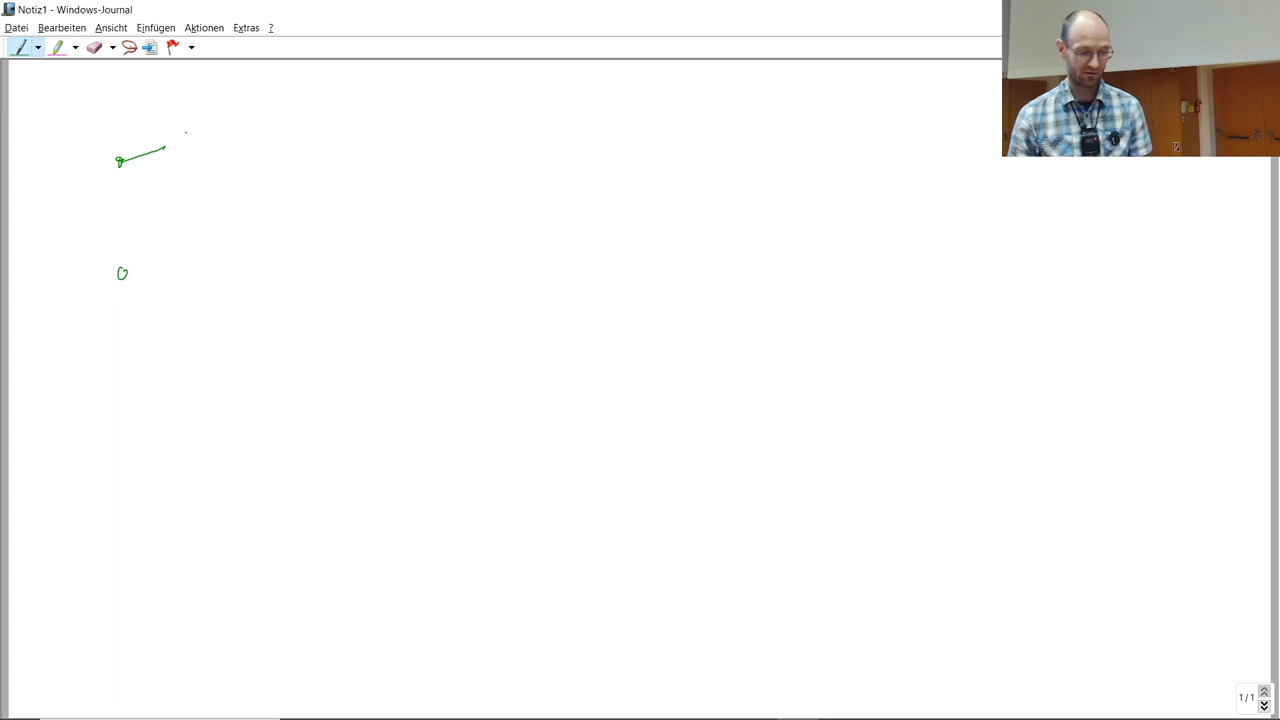 Notiz1 - Windows-Journal
Datei Bearbeiten Ansicht Einfügen Aktionen Extras ?
1/1